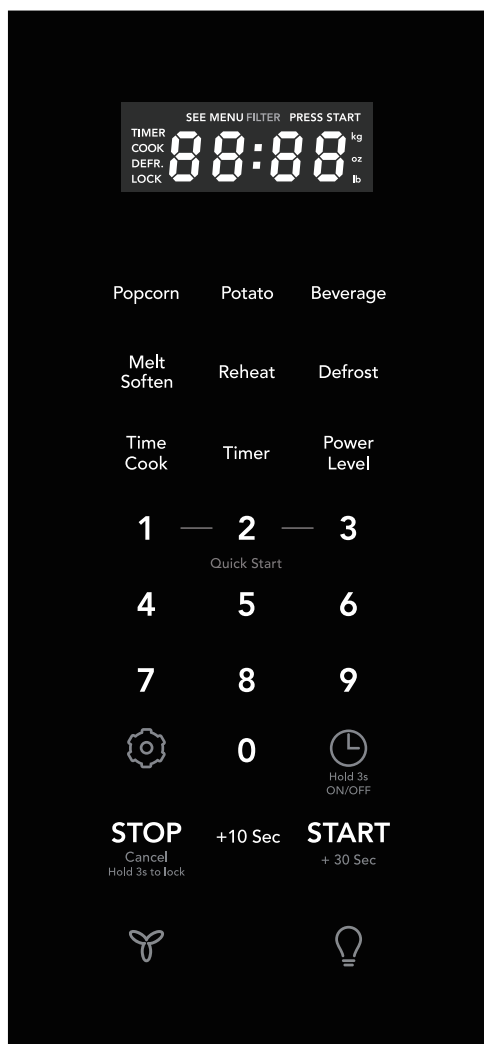 SEE MENU FILTER PRESS START
TIMER
COOK
DEFR.
LOCK
88:88
kg
oz
lb
Popcorn Potato Beverage
Melt
Soften
Reheat
Defrost
Time
Cook
Timer
Power
Level
1 — 2 — 3
Quick Start
4 5 6
7 8 9
0
Hold 3s
ON/OFF
STOP
Cancel
Hold 3s to lock
+10 Sec
START
+ 30 Sec